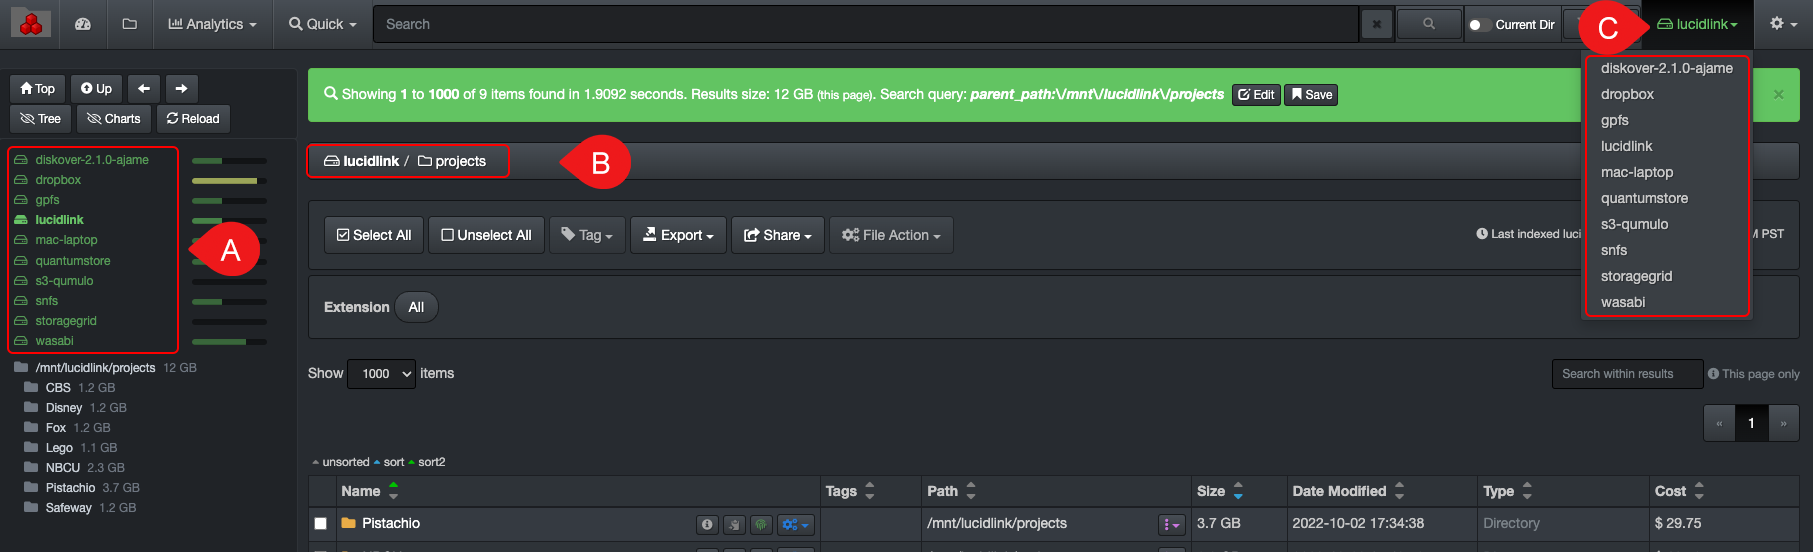 Analytics Quick Search Current Dir C lucidlink
Top Up
Tree Charts Reload
Showing 1 to 1000 of 9 items found in 1.9092 seconds. Results size: 12 GB (this page). Search query: parent_path:\/mnt\/lucidlink\/projects Edit Save ×
diskover-2.1.0-ajame
dropbox
gpfs
lucidlink
mac-laptop
quantumstore
s3-qumulo
snfs
storagegrid
wasabi
A
lucidlink / projects
B
diskover-2.1.0-ajame
dropbox
gpfs
lucidlink
mac-laptop
quantumstore
s3-qumulo
snfs
storagegrid
wasabi
/mnt/lucidlink/projects 12 GB
CBS 1.2 GB
Disney 1.2 GB
Fox 1.2 GB
Lego 1.1 GB
NBCU 2.3 GB
Pistachio 3.7 GB
Safeway 1.2 GB
Select All Unselect All Tag Export Share File Action Last indexed luci M PST
Extension All
Show 1000 items Search within results This page only
« 1 »
unsorted sort sort2
Name Tags Path Size Date Modified Type Cost
Pistachio /mnt/lucidlink/projects 3.7 GB 2022-10-02 17:34:38 Directory $ 29.75